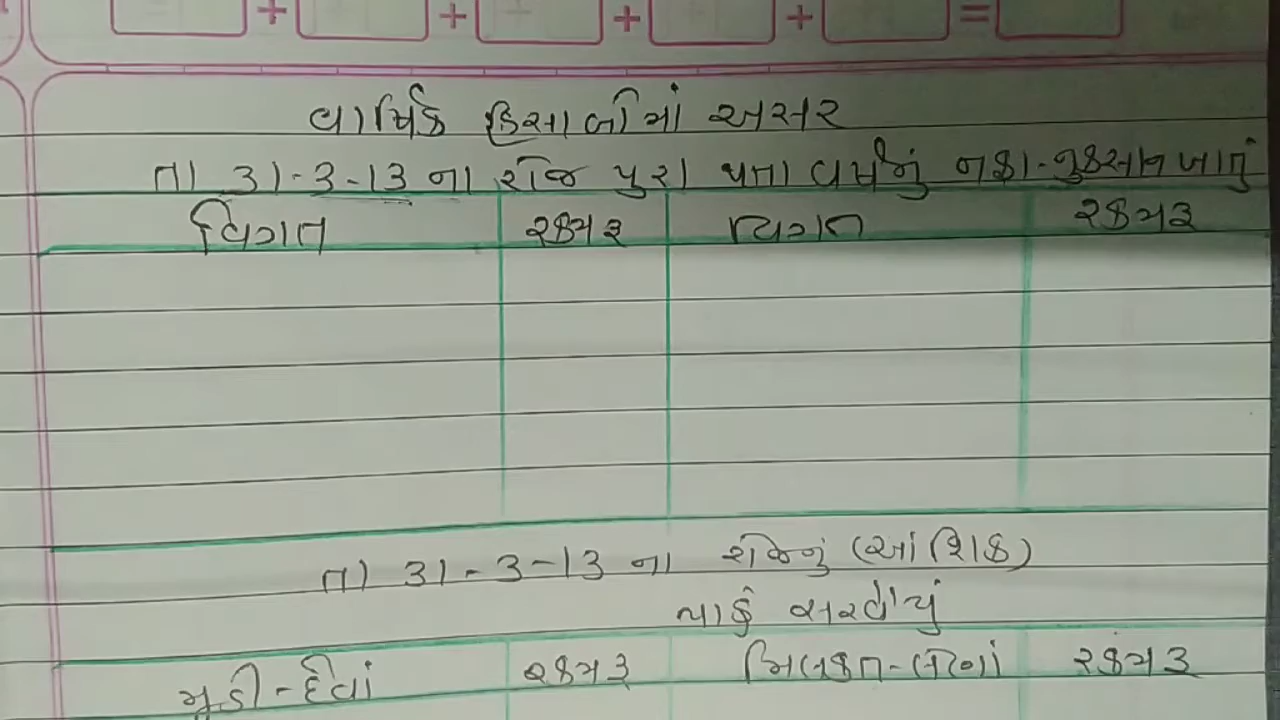 + + + + =
વાર્ષિક હિસાબોમાં અસર
તા 31-3-13 ના રોજ પુરા થતા વર્ષનું નફા-નુકસાન ખાતું
વિગત રકમ રૂ વિગત રકમ રૂ
તા 31-3-13 ના રોજનું (આંશિક)
પાકું સરવૈયું
મૂડી-દેવાં રકમ રૂ મિલકત-લેણાં રકમ રૂ